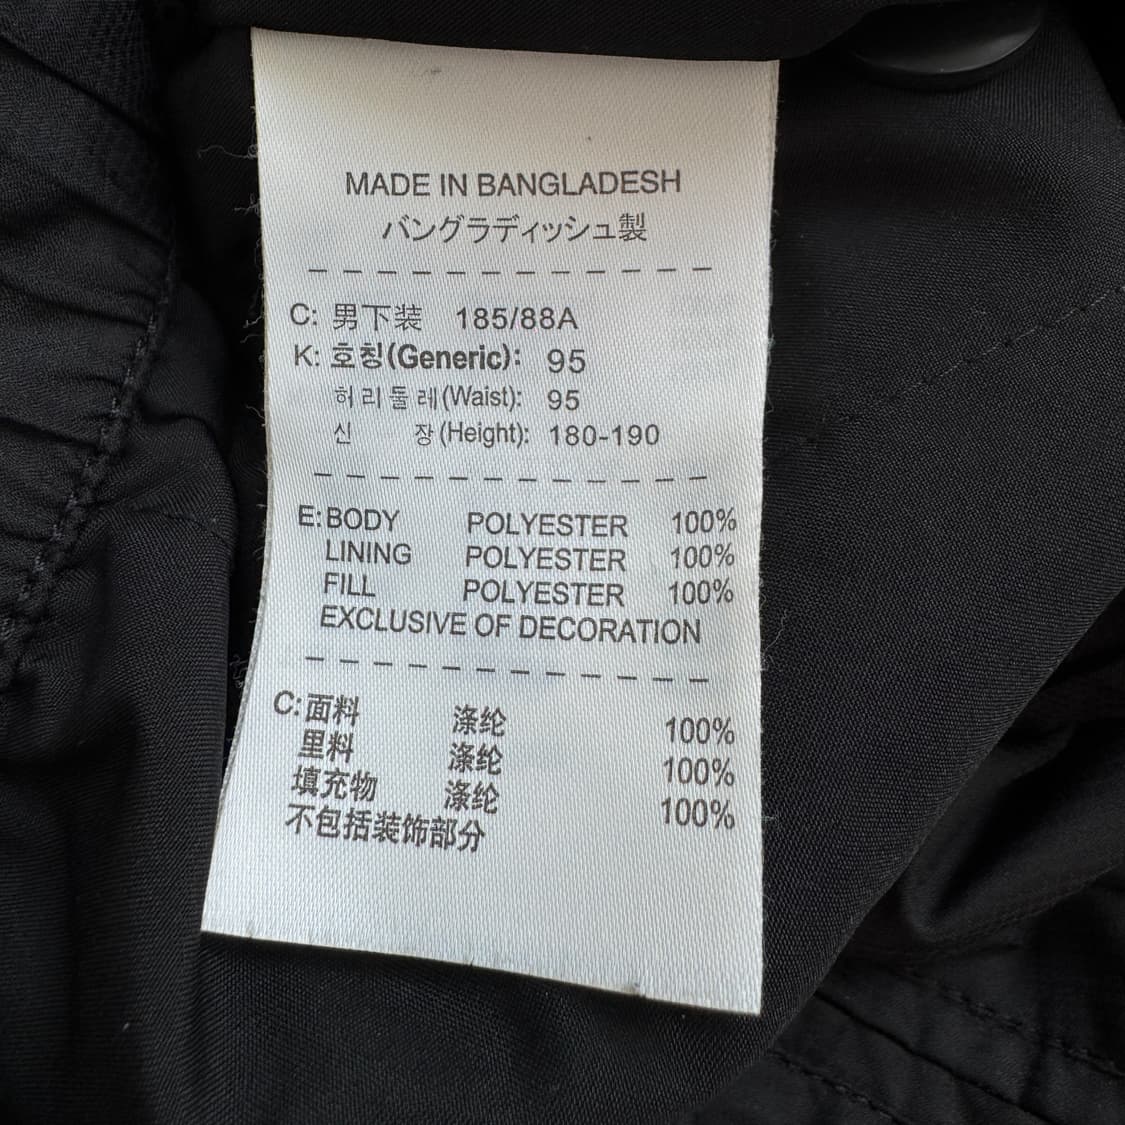 MADE IN BANGLADESH
バングラディッシュ製
C: 男下装 185/88A
K: 호칭(Generic): 95
허리둘레(Waist): 95
신 장(Height): 180-190
E: BODY POLYESTER 100%
LINING POLYESTER 100%
FILL POLYESTER 100%
EXCLUSIVE OF DECORATION
C: 面料 涤纶 100%
里料 涤纶 100%
填充物 涤纶 100%
不包括装饰部分